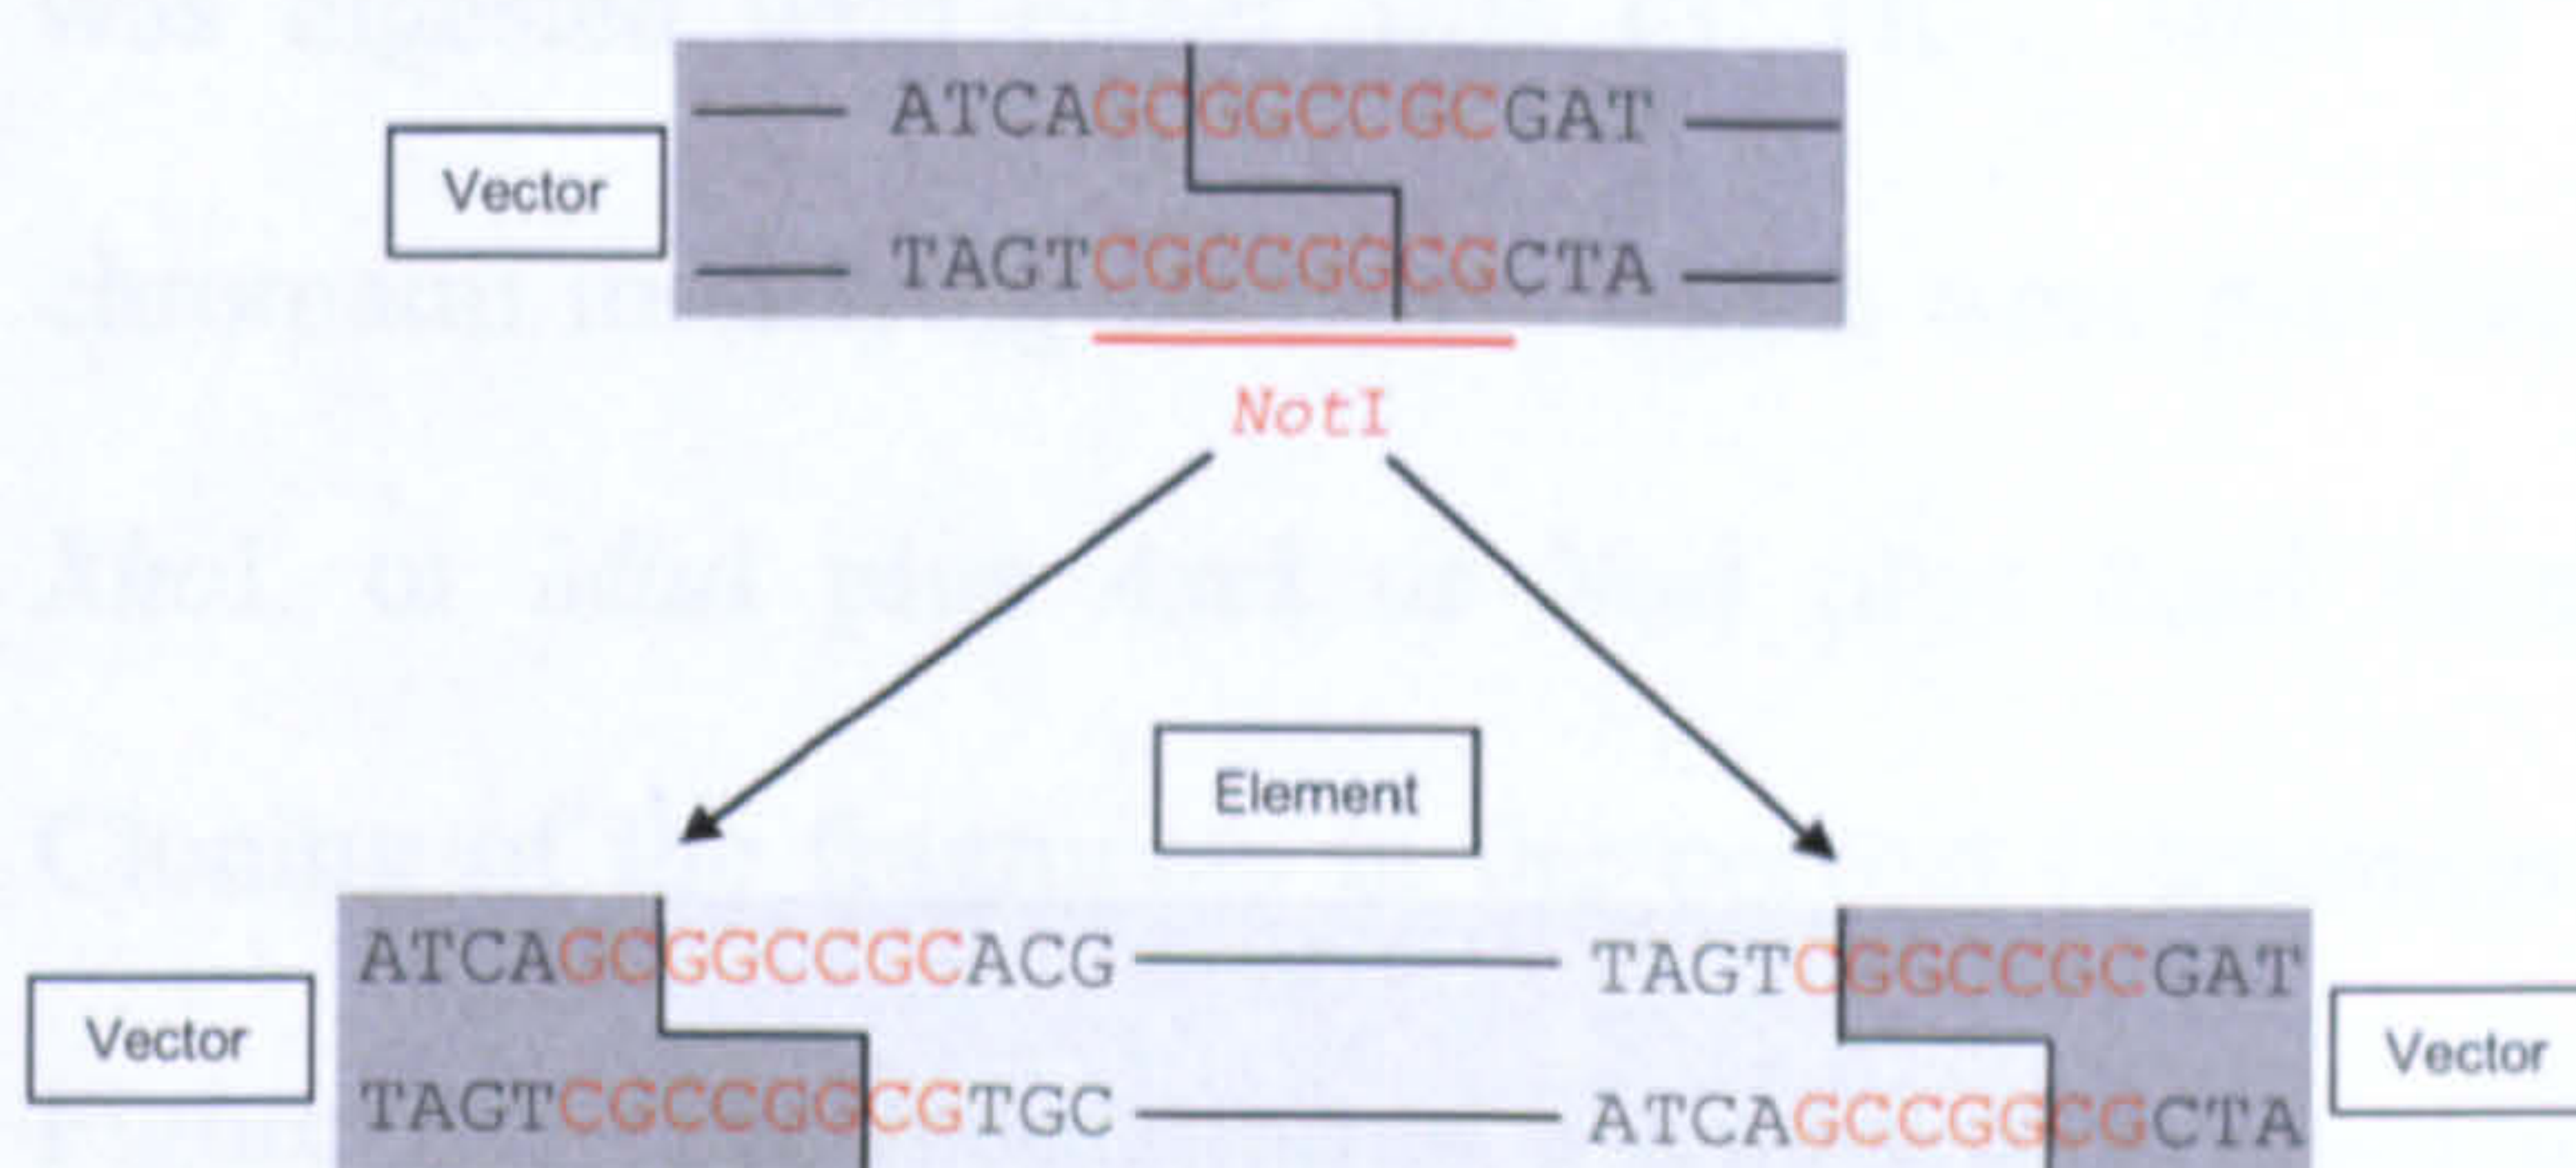 ATCAGCGGCCGCGAT
Vector
TAGTCGCCGGCGCTA
NotI
Element
ATCAGCGGCCGCACG TAGTCGGCCGCGAT
Vector Vector
TAGTCGCCGGCGTGC ATCAGCCGGCGCTA